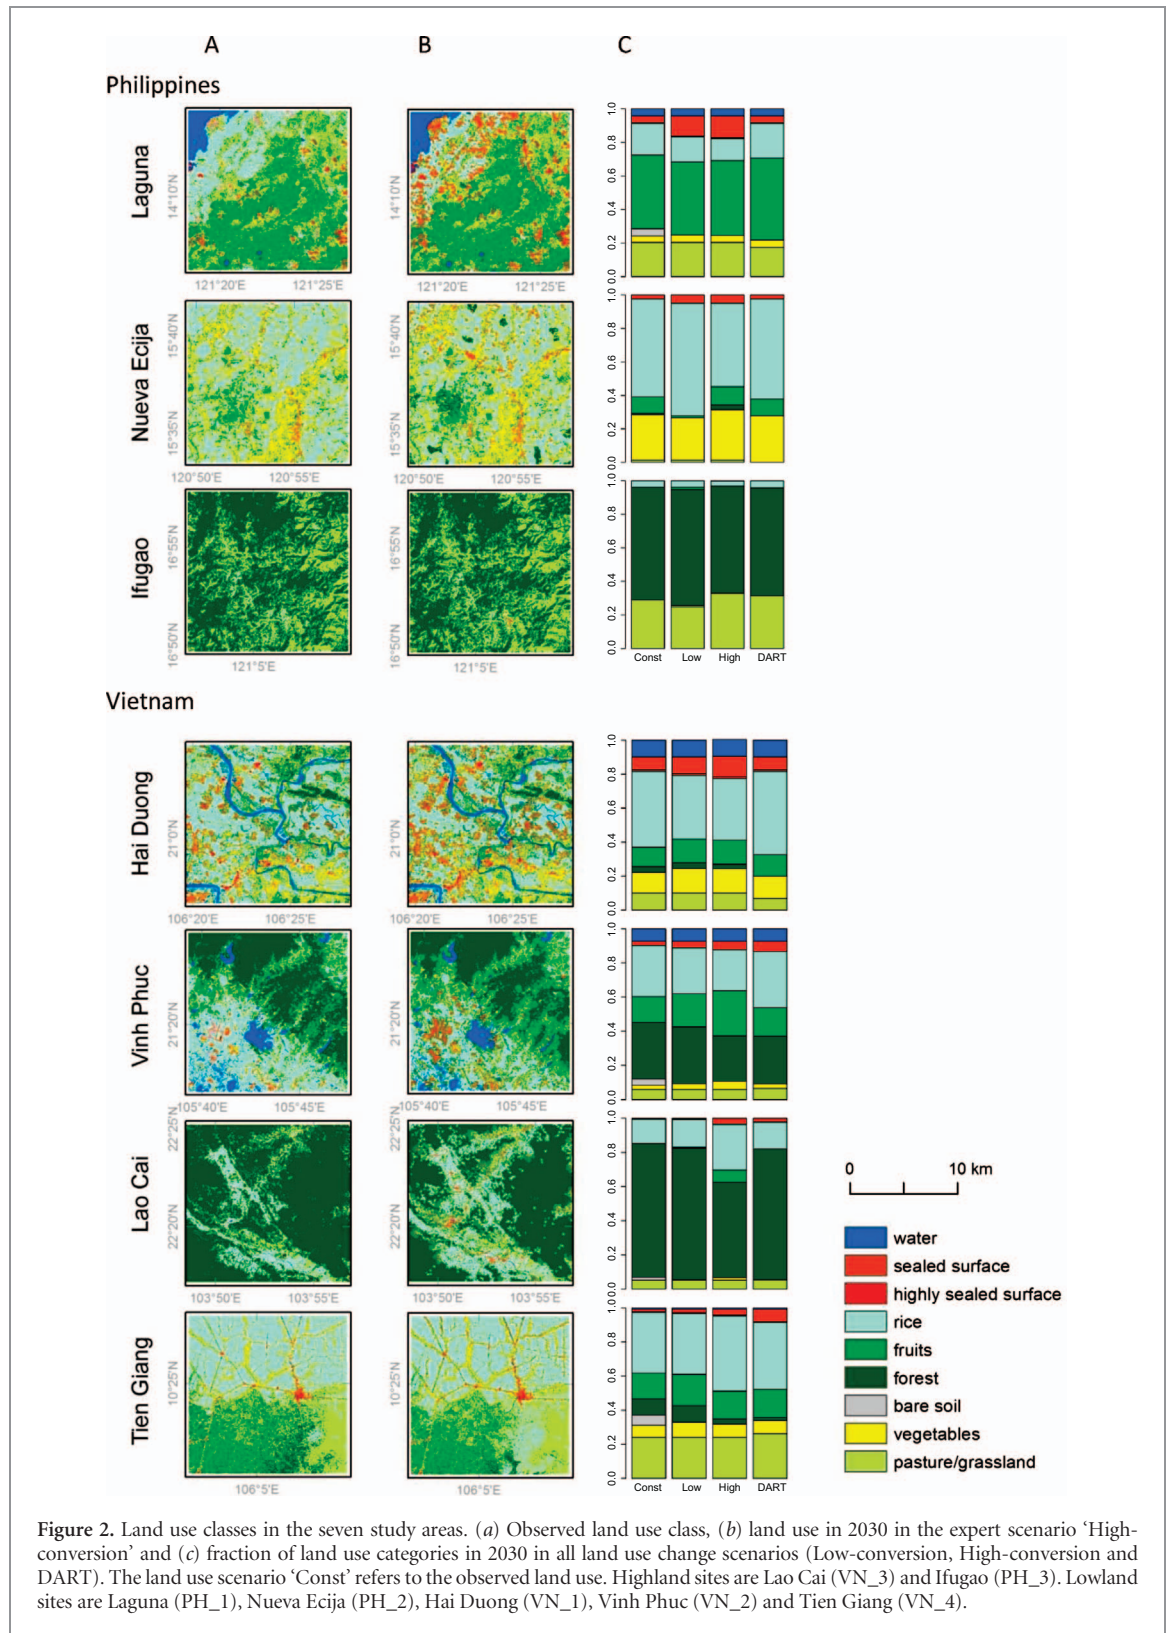 A B C
Philippines
Laguna
14°10'N
14°10'N
0.0 0.2 0.4 0.6 0.8 1.0
121°20'E 121°25'E
121°20'E 121°25'E
Nueva Ecija
15°40'N
15°35'N
15°40'N
15°35'N
0.0 0.2 0.4 0.6 0.8 1.0
120°50'E 120°55'E
120°50'E 120°55'E
Ifugao
16°55'N
16°50'N
16°55'N
16°50'N
0.0 0.2 0.4 0.6 0.8 1.0
121°5'E
121°5'E
Const Low High DART
Vietnam
Hai Duong
21°0'N
21°0'N
0.0 0.2 0.4 0.6 0.8 1.0
106°20'E 106°25'E
106°20'E 106°25'E
Vinh Phuc
21°20'N
21°20'N
0.0 0.2 0.4 0.6 0.8 1.0
105°40'E 105°45'E
105°40'E 105°45'E
Lao Cai
22°25'N
22°20'N
22°25'N
22°20'N
0.0 0.2 0.4 0.6 0.8 1.0
103°50'E 103°55'E
103°50'E 103°55'E
Tien Giang
10°25'N
10°25'N
0.0 0.2 0.4 0.6 0.8 1.0
106°5'E
106°5'E
Const Low High DART
0 10 km
water
sealed surface
highly sealed surface
rice
fruits
forest
bare soil
vegetables
pasture/grassland
Figure 2. Land use classes in the seven study areas. (a) Observed land use class, (b) land use in 2030 in the expert scenario ‘High-
conversion’ and (c) fraction of land use categories in 2030 in all land use change scenarios (Low-conversion, High-conversion and
DART). The land use scenario ‘Const’ refers to the observed land use. Highland sites are Lao Cai (VN_3) and Ifugao (PH_3). Lowland
sites are Laguna (PH_1), Nueva Ecija (PH_2), Hai Duong (VN_1), Vinh Phuc (VN_2) and Tien Giang (VN_4).